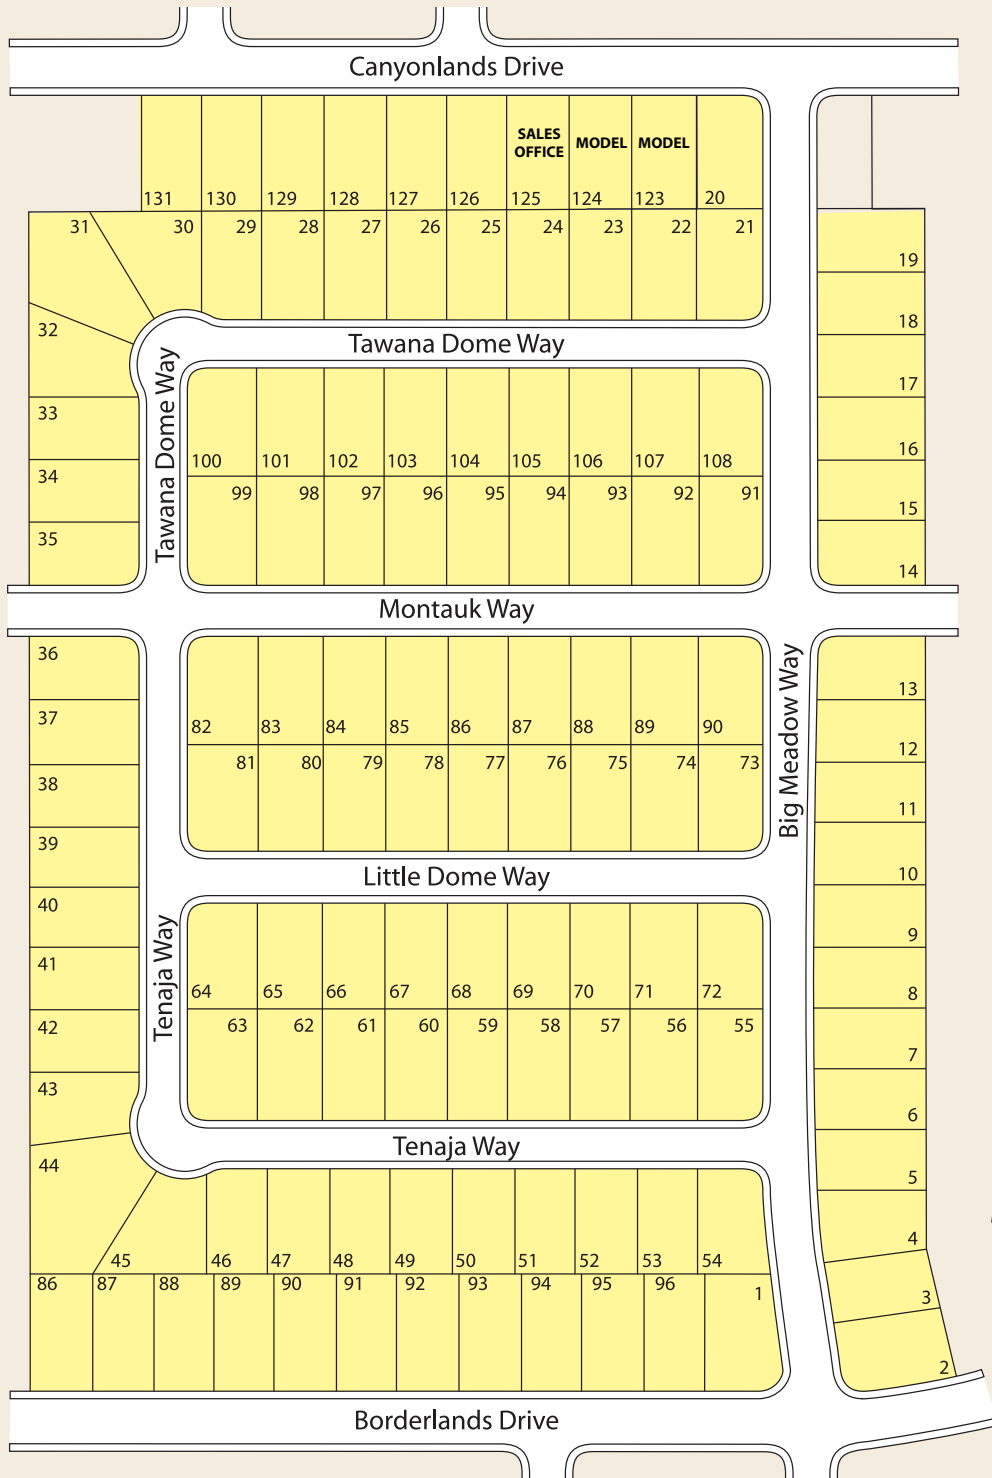 Canyonlands Drive
SALES
OFFICE
MODEL
MODEL
131 130 129 128 127 126 125 124 123 20
31 30 29 28 27 26 25 24 23 22 21
19
32
18
Tawana Dome Way
Tawana Dome Way
17
33
16
100 101 102 103 104 105 106 107 108
34
99 98 97 96 95 94 93 92 91
15
35
14
Montauk Way
36
13
37
82 83 84 85 86 87 88 89 90
Big Meadow Way
12
81 80 79 78 77 76 75 74 73
38
11
39
10
Little Dome Way
40
9
41
Tenaja Way
64 65 66 67 68 69 70 71 72
8
42
63 62 61 60 59 58 57 56 55
7
43
6
Tenaja Way
44
5
4
45 46 47 48 49 50 51 52 53 54
86 87 88 89 90 91 92 93 94 95 96 1
3
2
Borderlands Drive